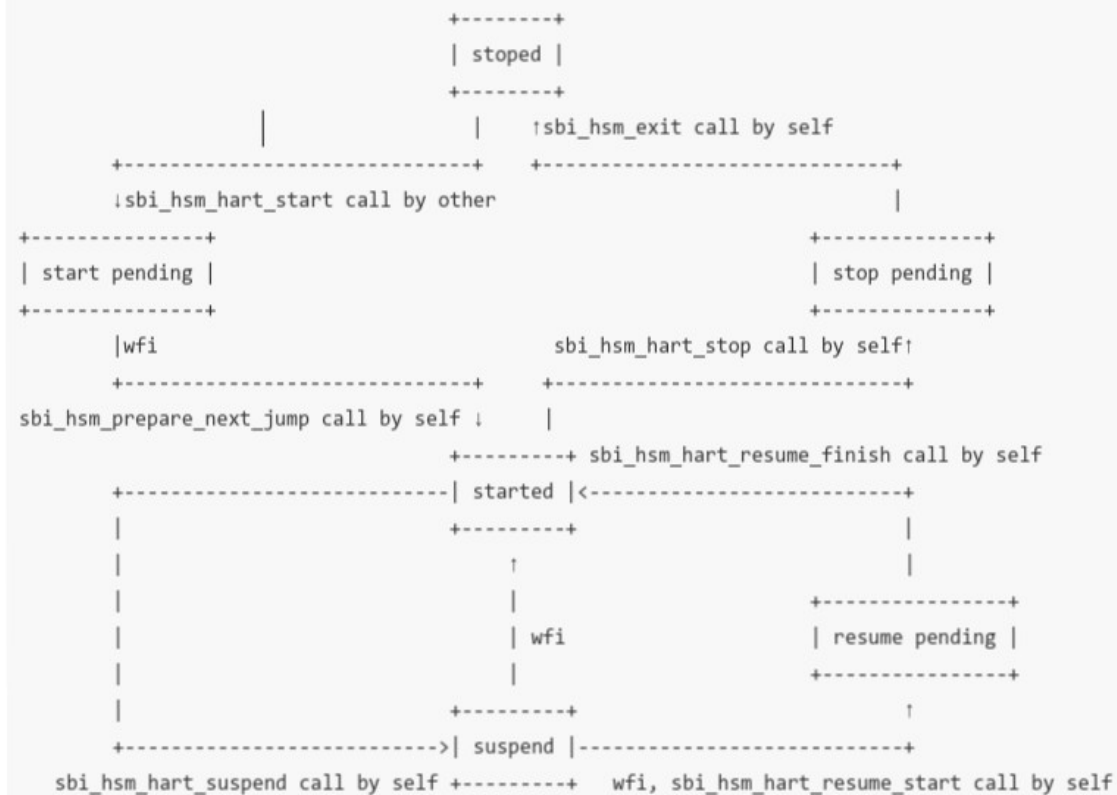 stoped
↑sbi_hsm_exit call by self
↓sbi_hsm_hart_start call by other
start pending
stop pending
wfi
sbi_hsm_hart_stop call by self↑
sbi_hsm_prepare_next_jump call by self ↓
sbi_hsm_hart_resume_finish call by self
started
wfi
resume pending
suspend
sbi_hsm_hart_suspend call by self
wfi, sbi_hsm_hart_resume_start call by self